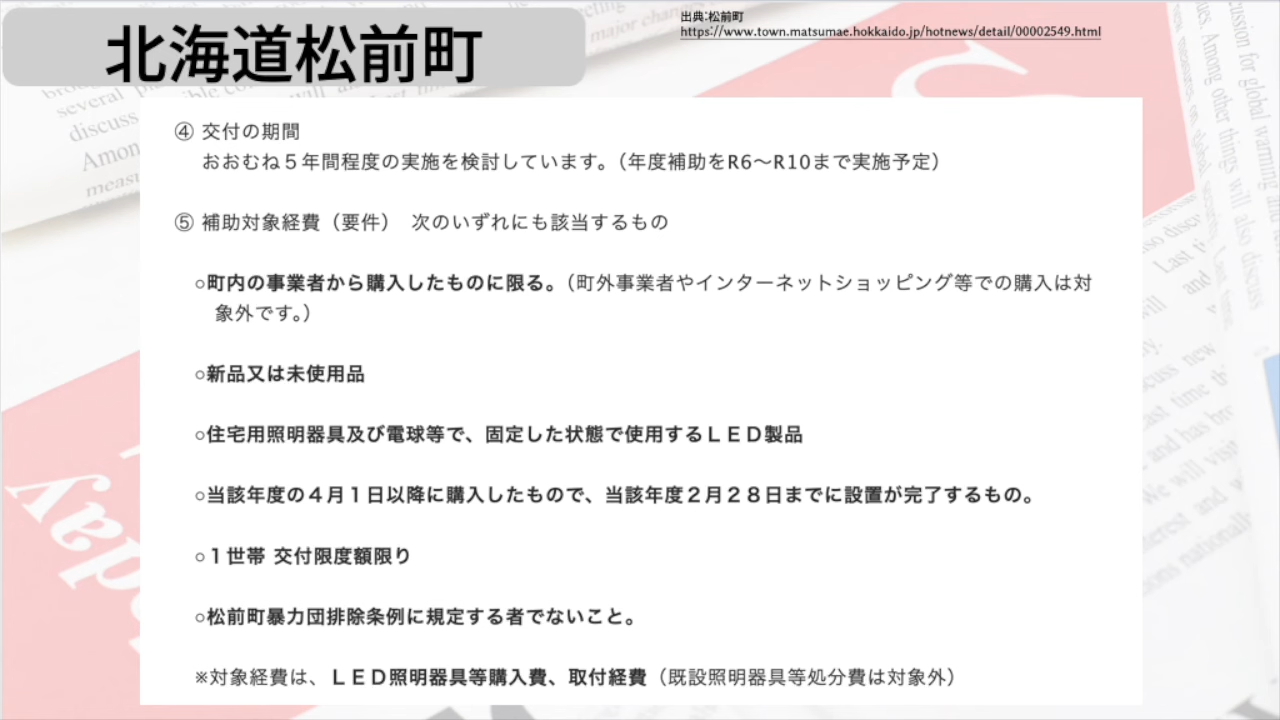 北海道松前町
出典:松前町
https://www.town.matsumae.hokkaido.jp/hotnews/detail/00002549.html
④ 交付の期間
おおむね５年間程度の実施を検討しています。（年度補助をR6～R10まで実施予定）
⑤ 補助対象経費（要件）　次のいずれにも該当するもの
○町内の事業者から購入したものに限る。（町外事業者やインターネットショッピング等での購入は対
象外です。）
○新品又は未使用品
○住宅用照明器具及び電球等で、固定した状態で使用するＬＥＤ製品
○当該年度の４月１日以降に購入したもので、当該年度２月２８日までに設置が完了するもの。
○１世帯 交付限度額限り
○松前町暴力団排除条例に規定する者でないこと。
※対象経費は、ＬＥＤ照明器具等購入費、取付経費（既設照明器具等処分費は対象外）